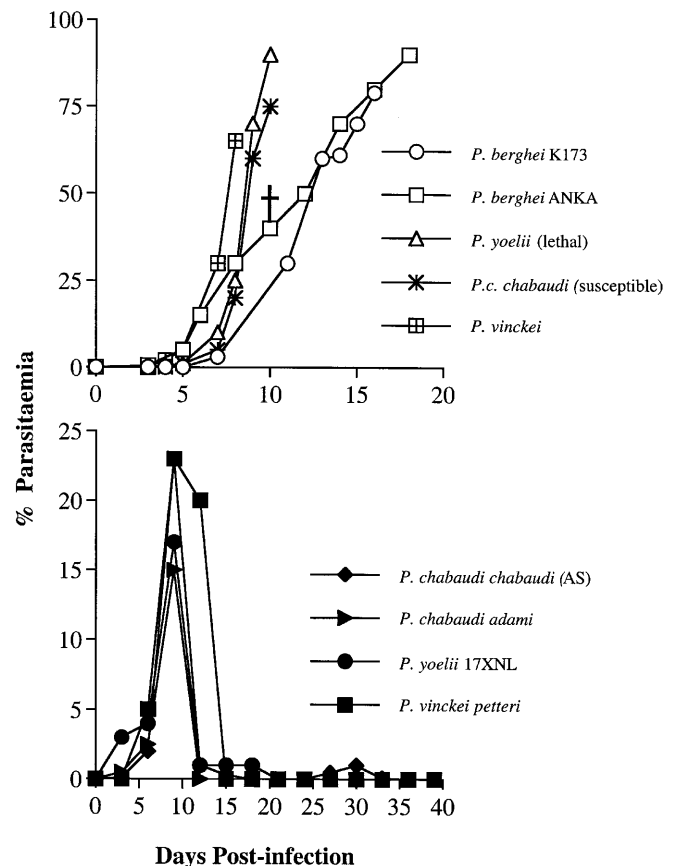 100
75
50
25
0
0 5 10 15 20
P. berghei K173
P. berghei ANKA
P. yoelii (lethal)
P.c. chabaudi (susceptible)
P. vinckei
% Parasitaemia
25
20
15
10
5
0
0 5 10 15 20 25 30 35 40
P. chabaudi chabaudi (AS)
P. chabaudi adami
P. yoelii 17XNL
P. vinckei petteri
Days Post-infection